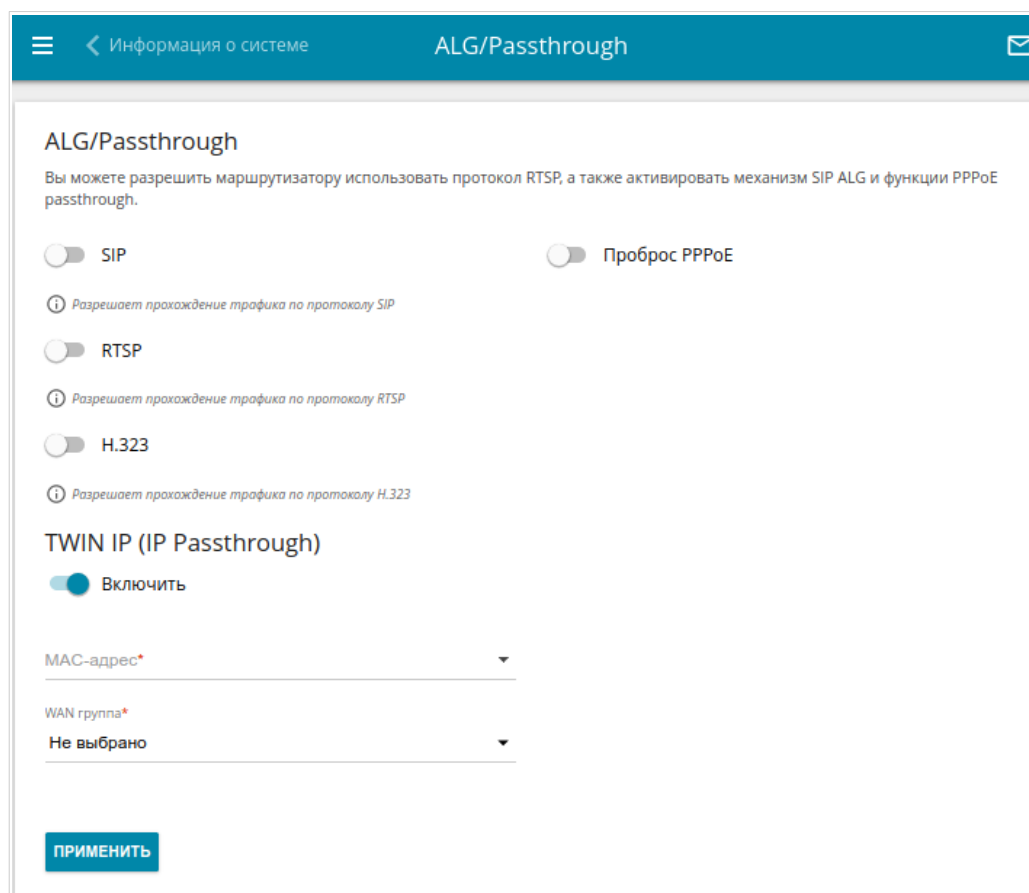 Информация о системе
ALG/Passthrough
ALG/Passthrough
Вы можете разрешить маршрутизатору использовать протокол RTSP, а также активировать механизм SIP ALG и функции PPPoE
passthrough.
SIP
Проброс PPPoE
Разрешает прохождение трафика по протоколу SIP
RTSP
Разрешает прохождение трафика по протоколу RTSP
H.323
Разрешает прохождение трафика по протоколу H.323
TWIN IP (IP Passthrough)
Включить
MAC-адрес*
WAN группа*
Не выбрано
ПРИМЕНИТЬ